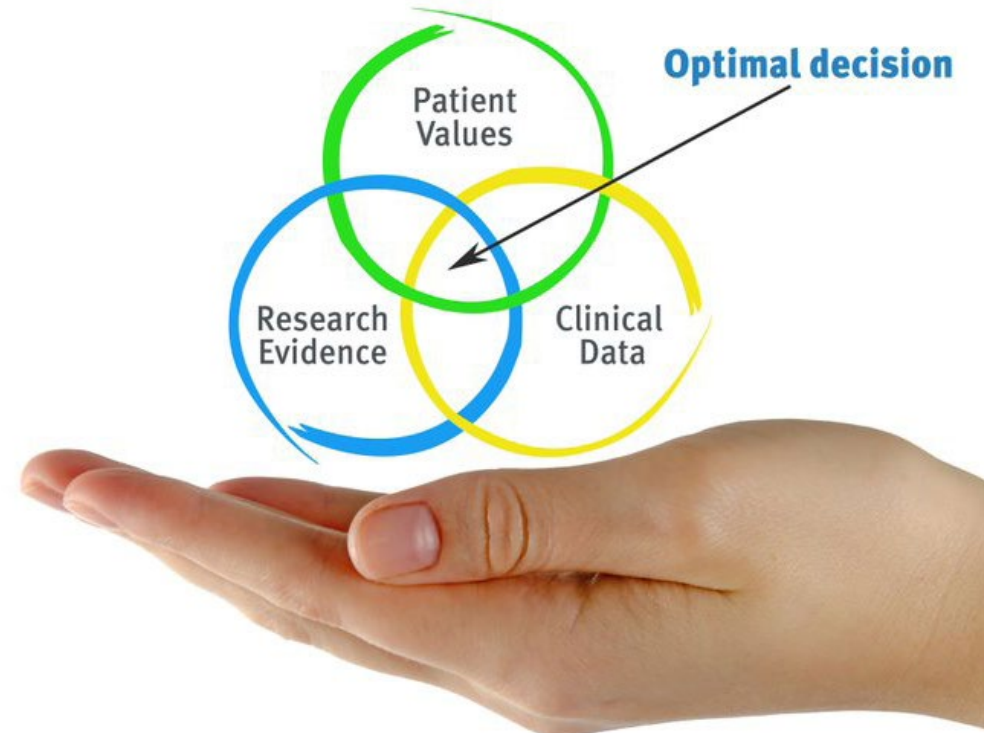 Optimal decision
Patient
Values
Research
Evidence
Clinical
Data